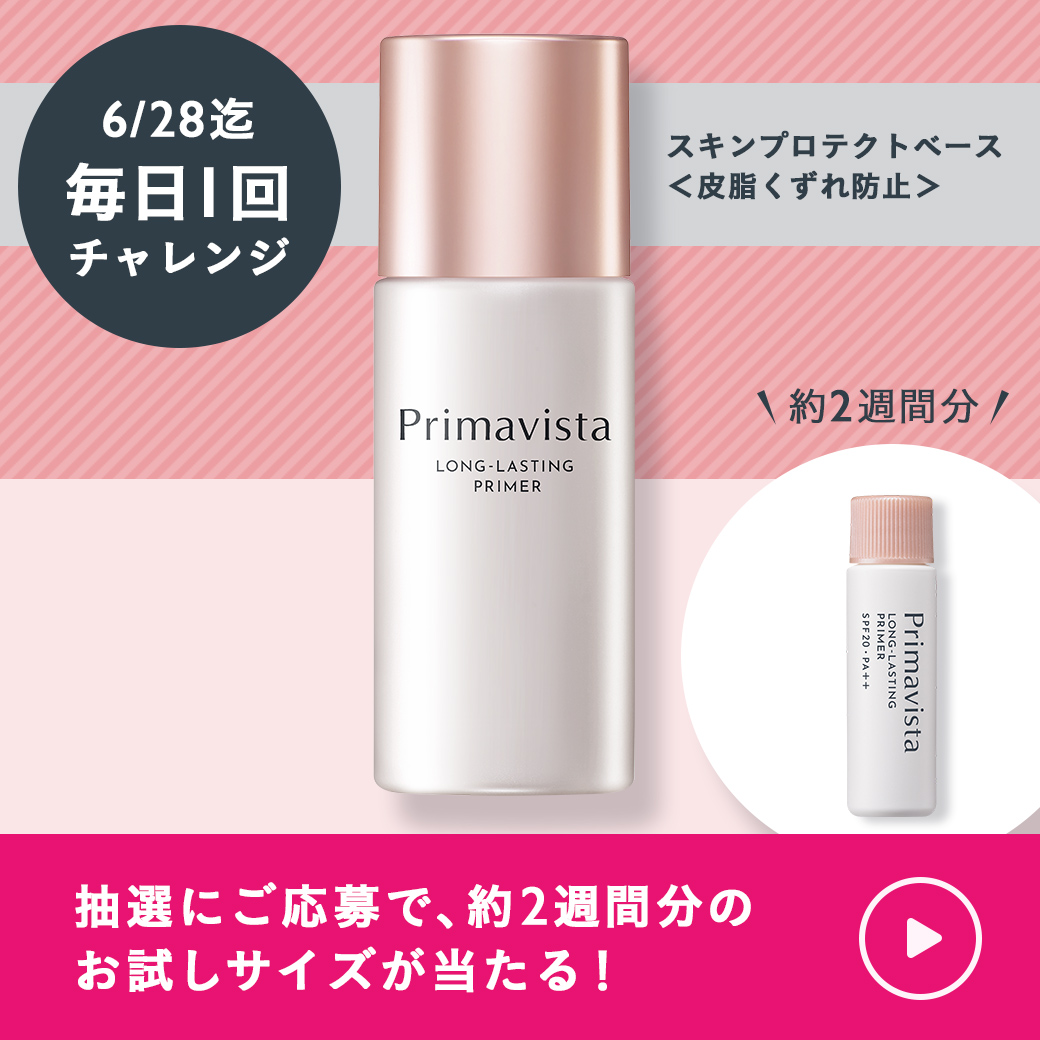 6/28迄
毎日1回
チャレンジ
スキンプロテクトベース
＜皮脂くずれ防止＞
Primavista
LONG-LASTING
PRIMER
\ 約2週間分 /
Primavista
LONG-LASTING
PRIMER
SPF20・PA++
抽選にご応募で、約2週間分の
お試しサイズが当たる！